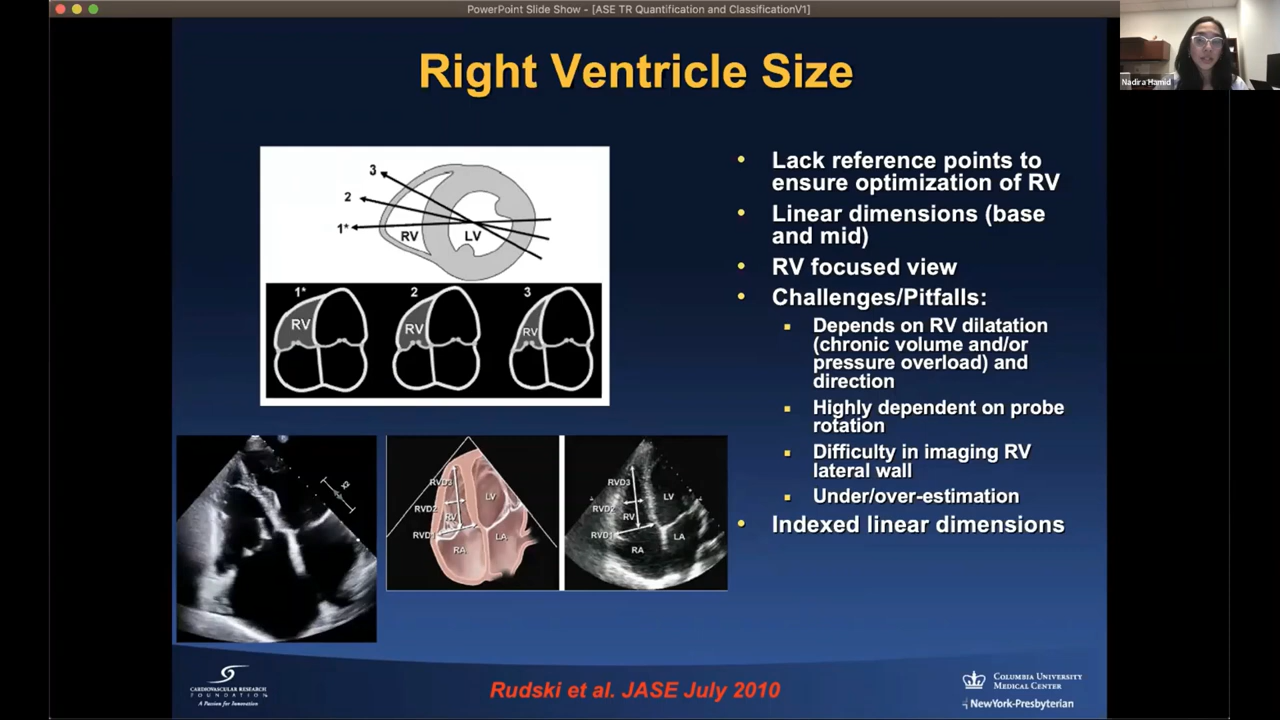 PowerPoint Slide Show - [ASE TR Quantification and ClassificationV1]
Nadira Hamid
Right Ventricle Size
3
2
1*
RV
LV
1*
2
3
RV
RV
RV
• Lack reference points to
ensure optimization of RV
• Linear dimensions (base
and mid)
• RV focused view
• Challenges/Pitfalls:
▪ Depends on RV dilatation
(chronic volume and/or
pressure overload) and
direction
▪ Highly dependent on probe
rotation
▪ Difficulty in imaging RV
lateral wall
▪ Under/over-estimation
• Indexed linear dimensions
RVD3
LV
RVD2
RV
RVD1
RA
LA
RVD3
LV
RVD2
RV
RVD1
RA
LA
CARDIOVASCULAR RESEARCH
FOUNDATION
A Passion for Innovation
Rudski et al. JASE July 2010
COLUMBIA UNIVERSITY
MEDICAL CENTER
NewYork-Presbyterian